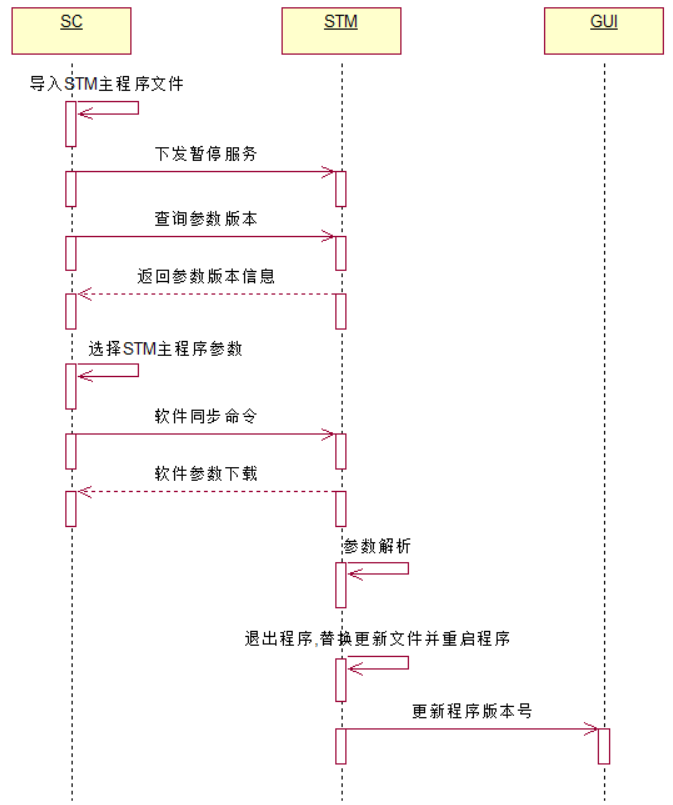 SC
STM
GUI
导入STM主程序文件
下发暂停服务
查询参数版本
返回参数版本信息
选择STM主程序参数
软件同步命令
软件参数下载
参数解析
退出程序,替换更新文件并重启程序
更新程序版本号